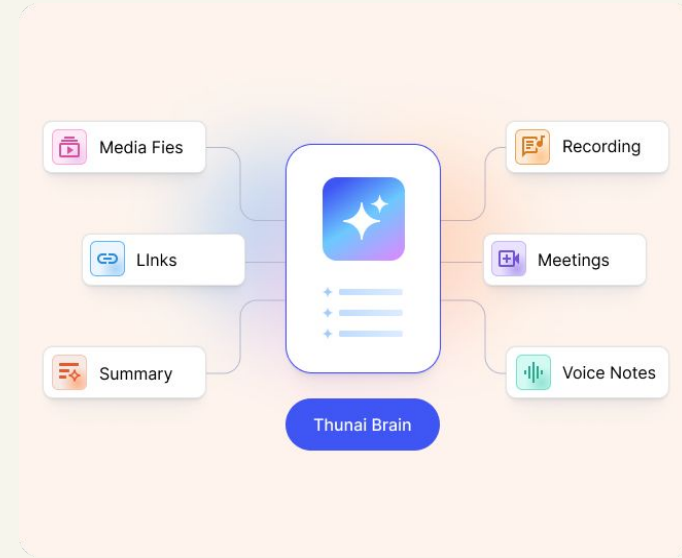 Media Fies
LInks
Summary
Recording
Meetings
Voice Notes
Thunai Brain